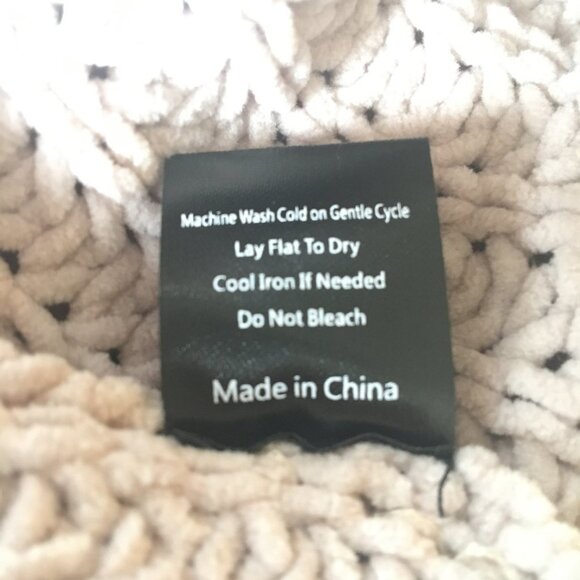 Machine Wash Cold on Gentle Cycle
Lay Flat To Dry
Cool Iron If Needed
Do Not Bleach
Made in China